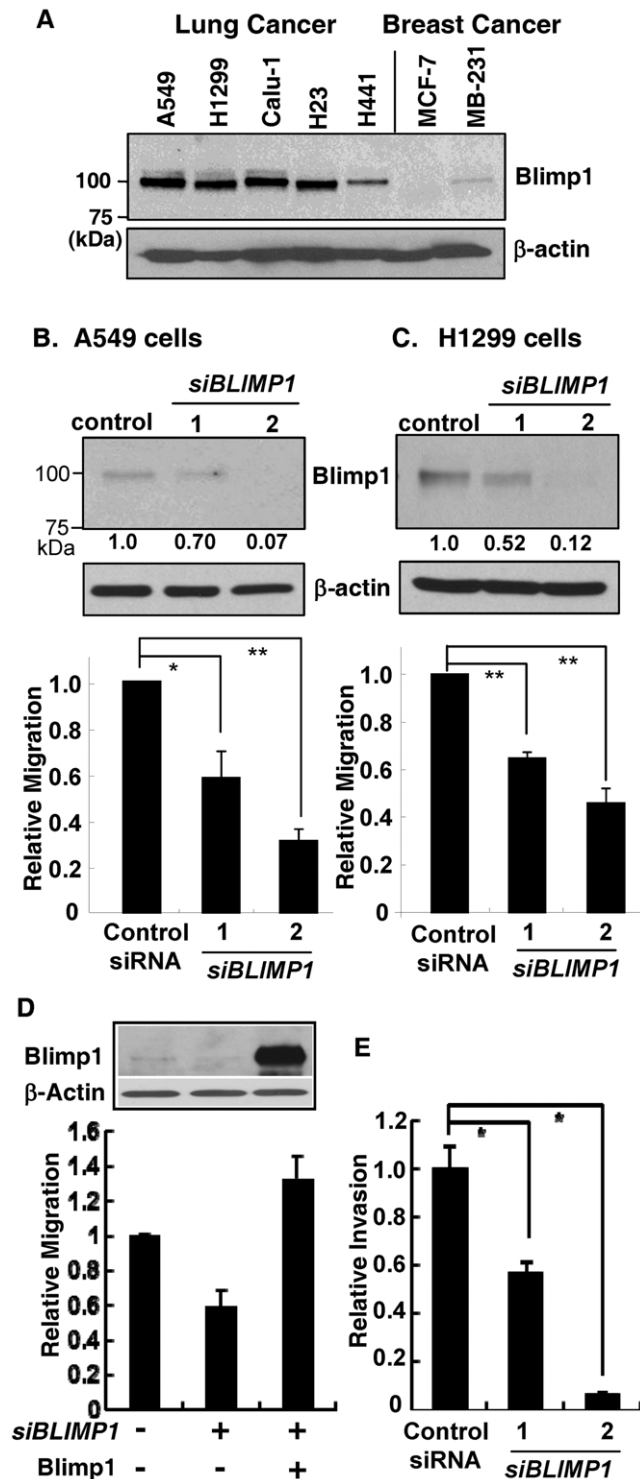 A
Lung Cancer Breast Cancer
A549 H1299 Calu-1 H23 H441 MCF-7 MB-231
100
75
(kDa)
Blimp1
β-actin
B. A549 cells
siBLIMP1
control 1 2
100
75
kDa
Blimp1
1.0 0.70 0.07
β-actin
* **
Relative Migration
1.0
0.8
0.6
0.4
0.2
0
Control siRNA
1 2
siBLIMP1
C. H1299 cells
siBLIMP1
control 1 2
1.0 0.52 0.12
** **
Relative Migration
1.0
0.8
0.6
0.4
0.2
0
Control siRNA
1 2
siBLIMP1
D
Blimp1
β-Actin
Relative Migration
1.6
1.4
1.2
1
0.8
0.6
0.4
0.2
0
siBLIMP1 - + +
Blimp1 - - +
E
* *
Relative Invasion
1.2
1.0
0.8
0.6
0.4
0.2
0
Control siRNA
1 2
siBLIMP1